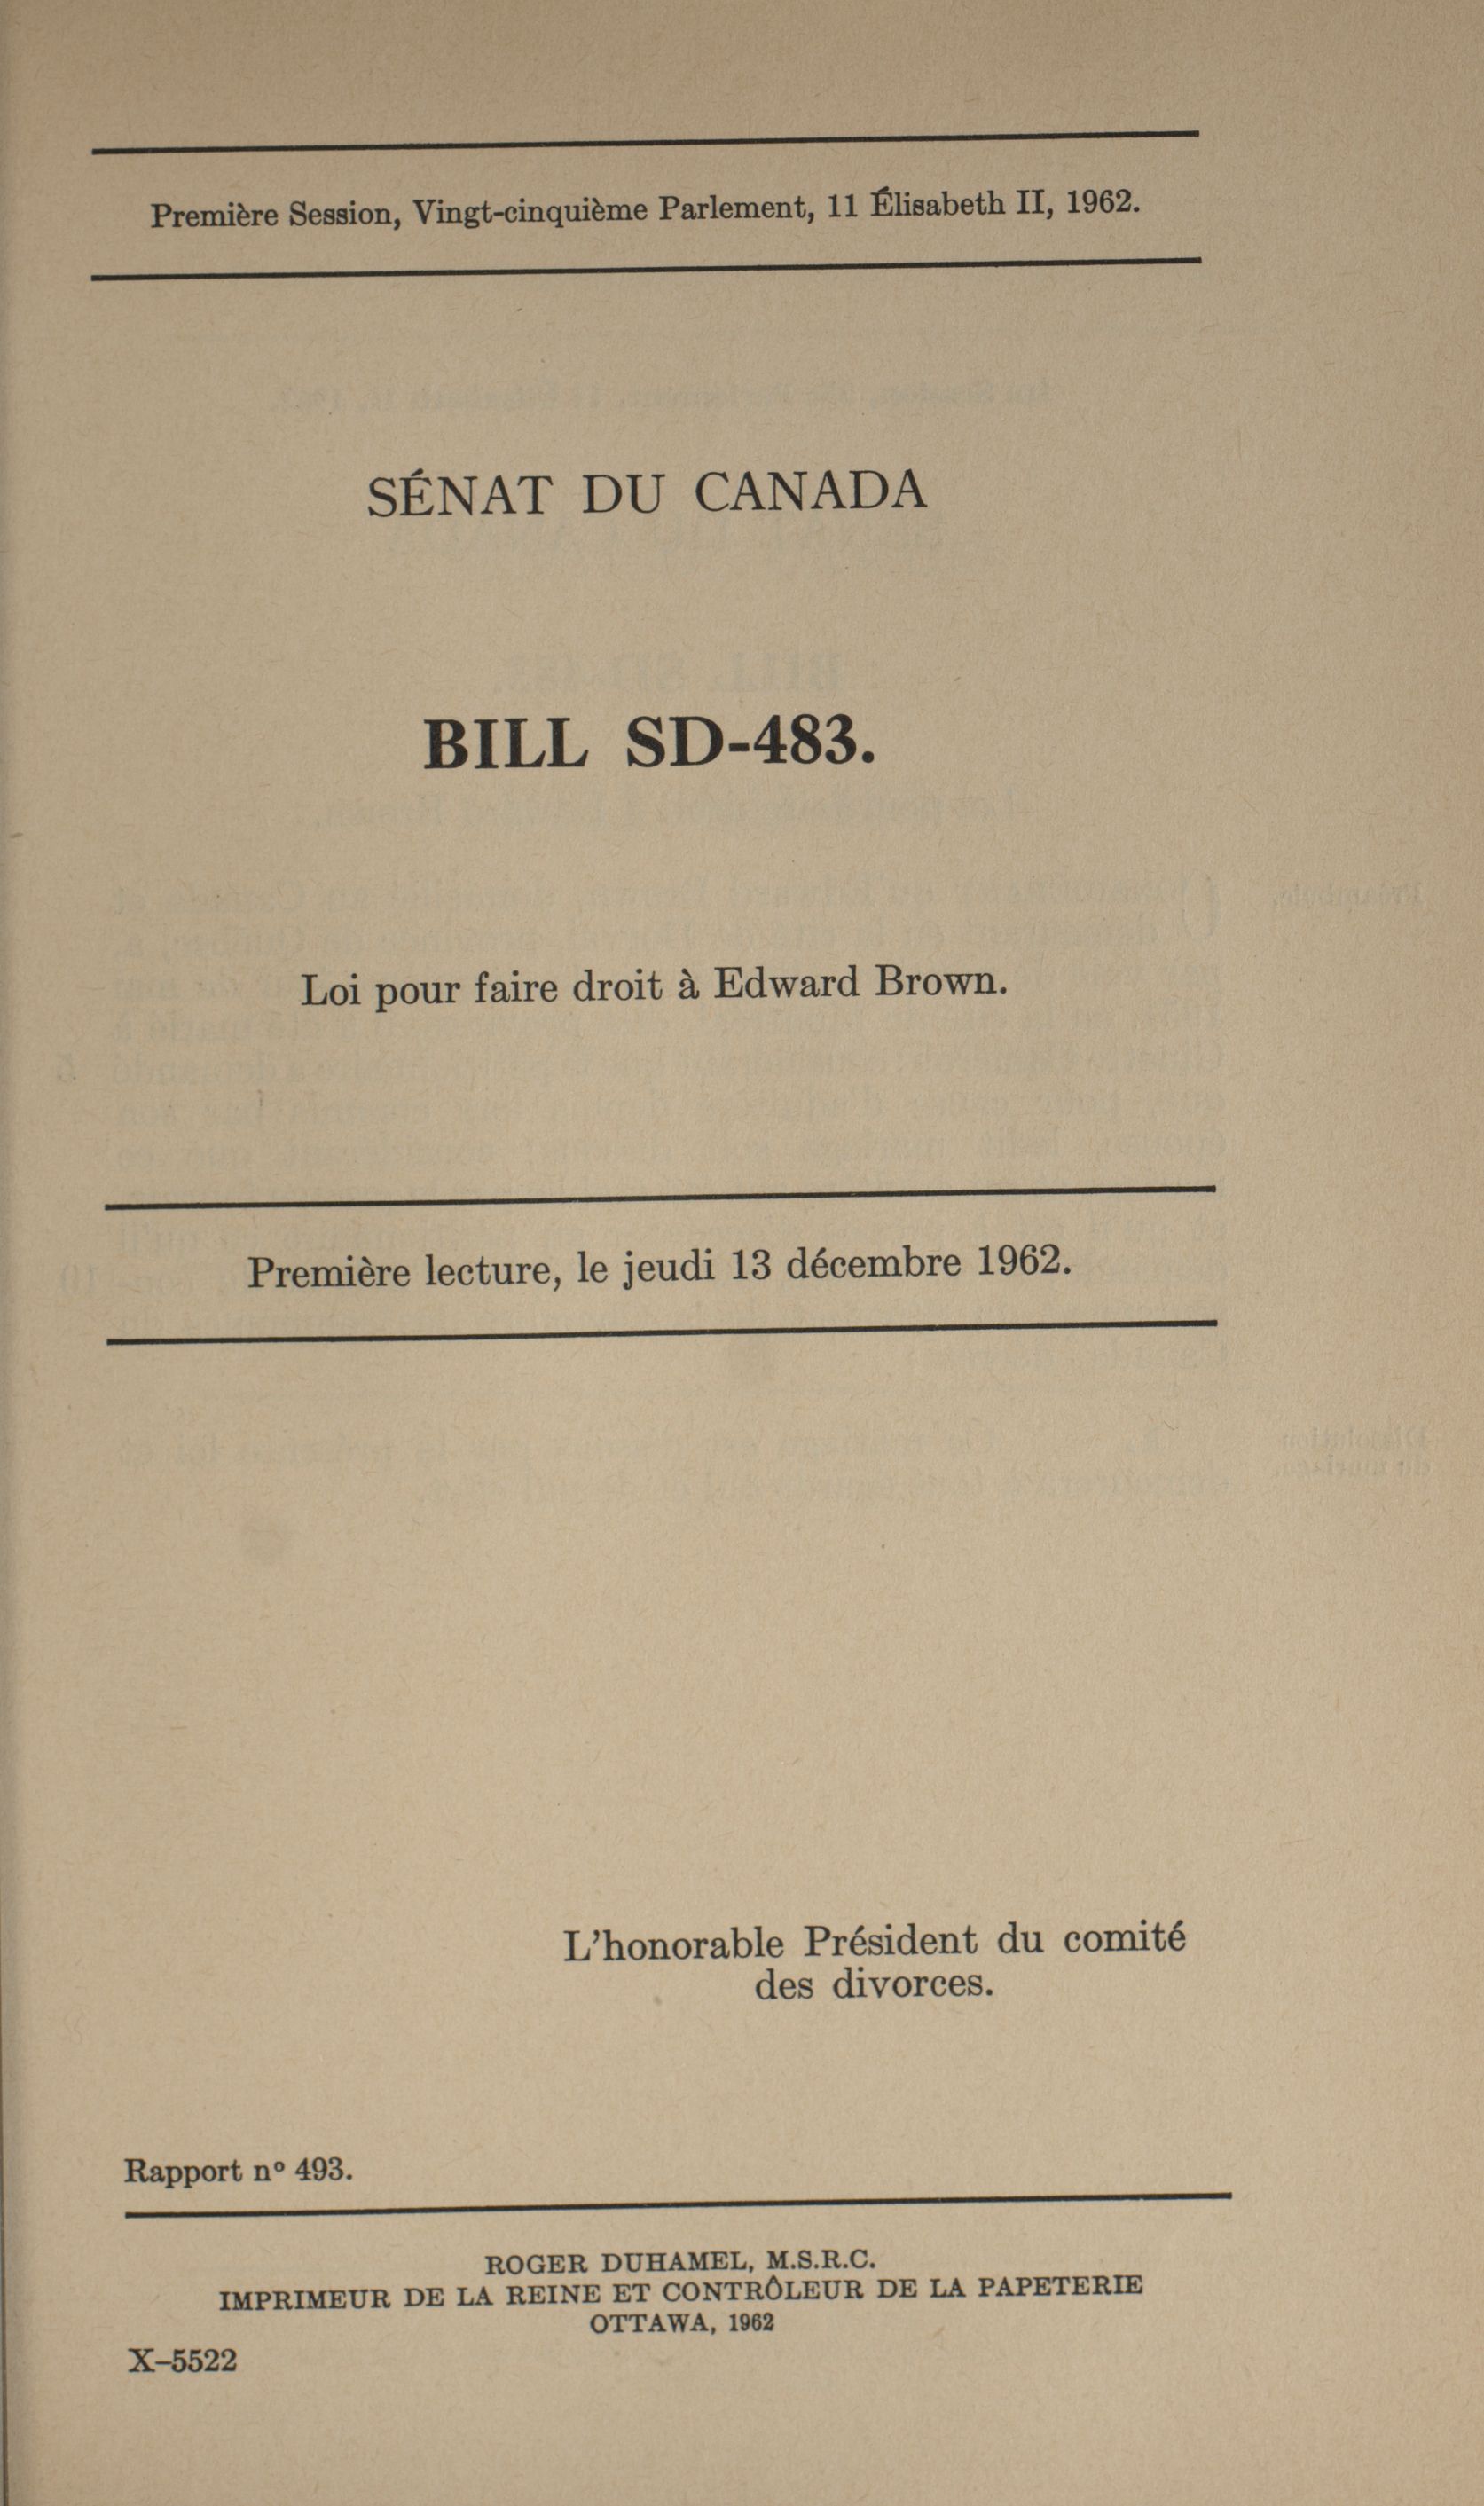 Première Session, Vingt-cinquième Parlement, 11 Élisabeth II, 1962.
SÉNAT DU CANADA
BILL SD-483.
Loi pour faire droit à Edward Brown.
Première lecture, le jeudi 13 décembre 1962.
L'honorable Président du comité
des divorces.
Rapport nº 493.
ROGER DUHAMEL, M.S.R.C.
IMPRIMEUR DE LA REINE ET CONTRÔLEUR DE LA PAPETERIE
OTTAWA, 1962
X-5522